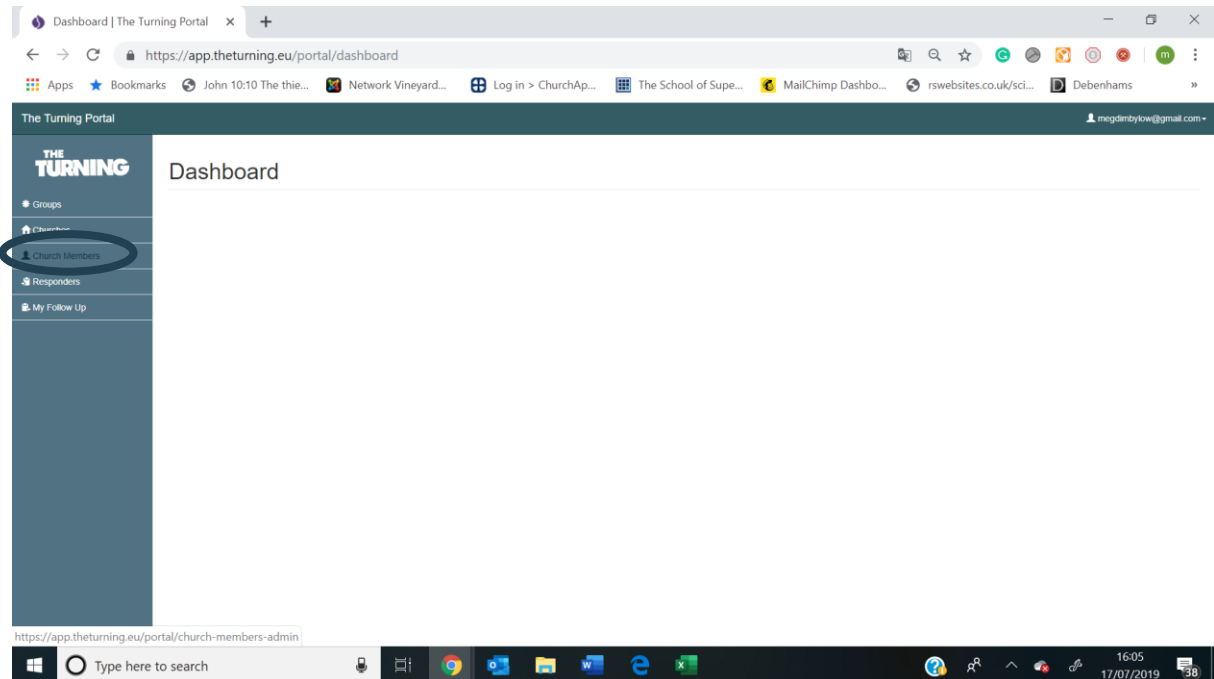 Dashboard | The Turning Portal
https://app.theturning.eu/portal/dashboard
Apps Bookmarks John 10:10 The thie... Network Vineyard... Log in > ChurchAp... The School of Supe... MailChimp Dashbo... rswebsites.co.uk/sci... Debenhams »
The Turning Portal megdimbylow@gmail.com
THE TURNING
Dashboard
Groups
Churches
Church Members
Responders
My Follow Up
https://app.theturning.eu/portal/church-members-admin
Type here to search
16:05
17/07/2019
38